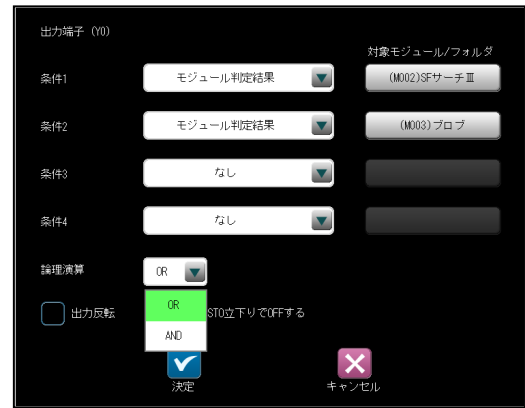 出力端子 (Y0)
対象モジュール/フォルダ
条件1 モジュール判定結果 (M002)SFサーチⅢ
条件2 モジュール判定結果 (M003)ブロブ
条件3 なし
条件4 なし
論理演算 OR
OR
出力反転 STO立下りでOFFする
AND
決定 キャンセル